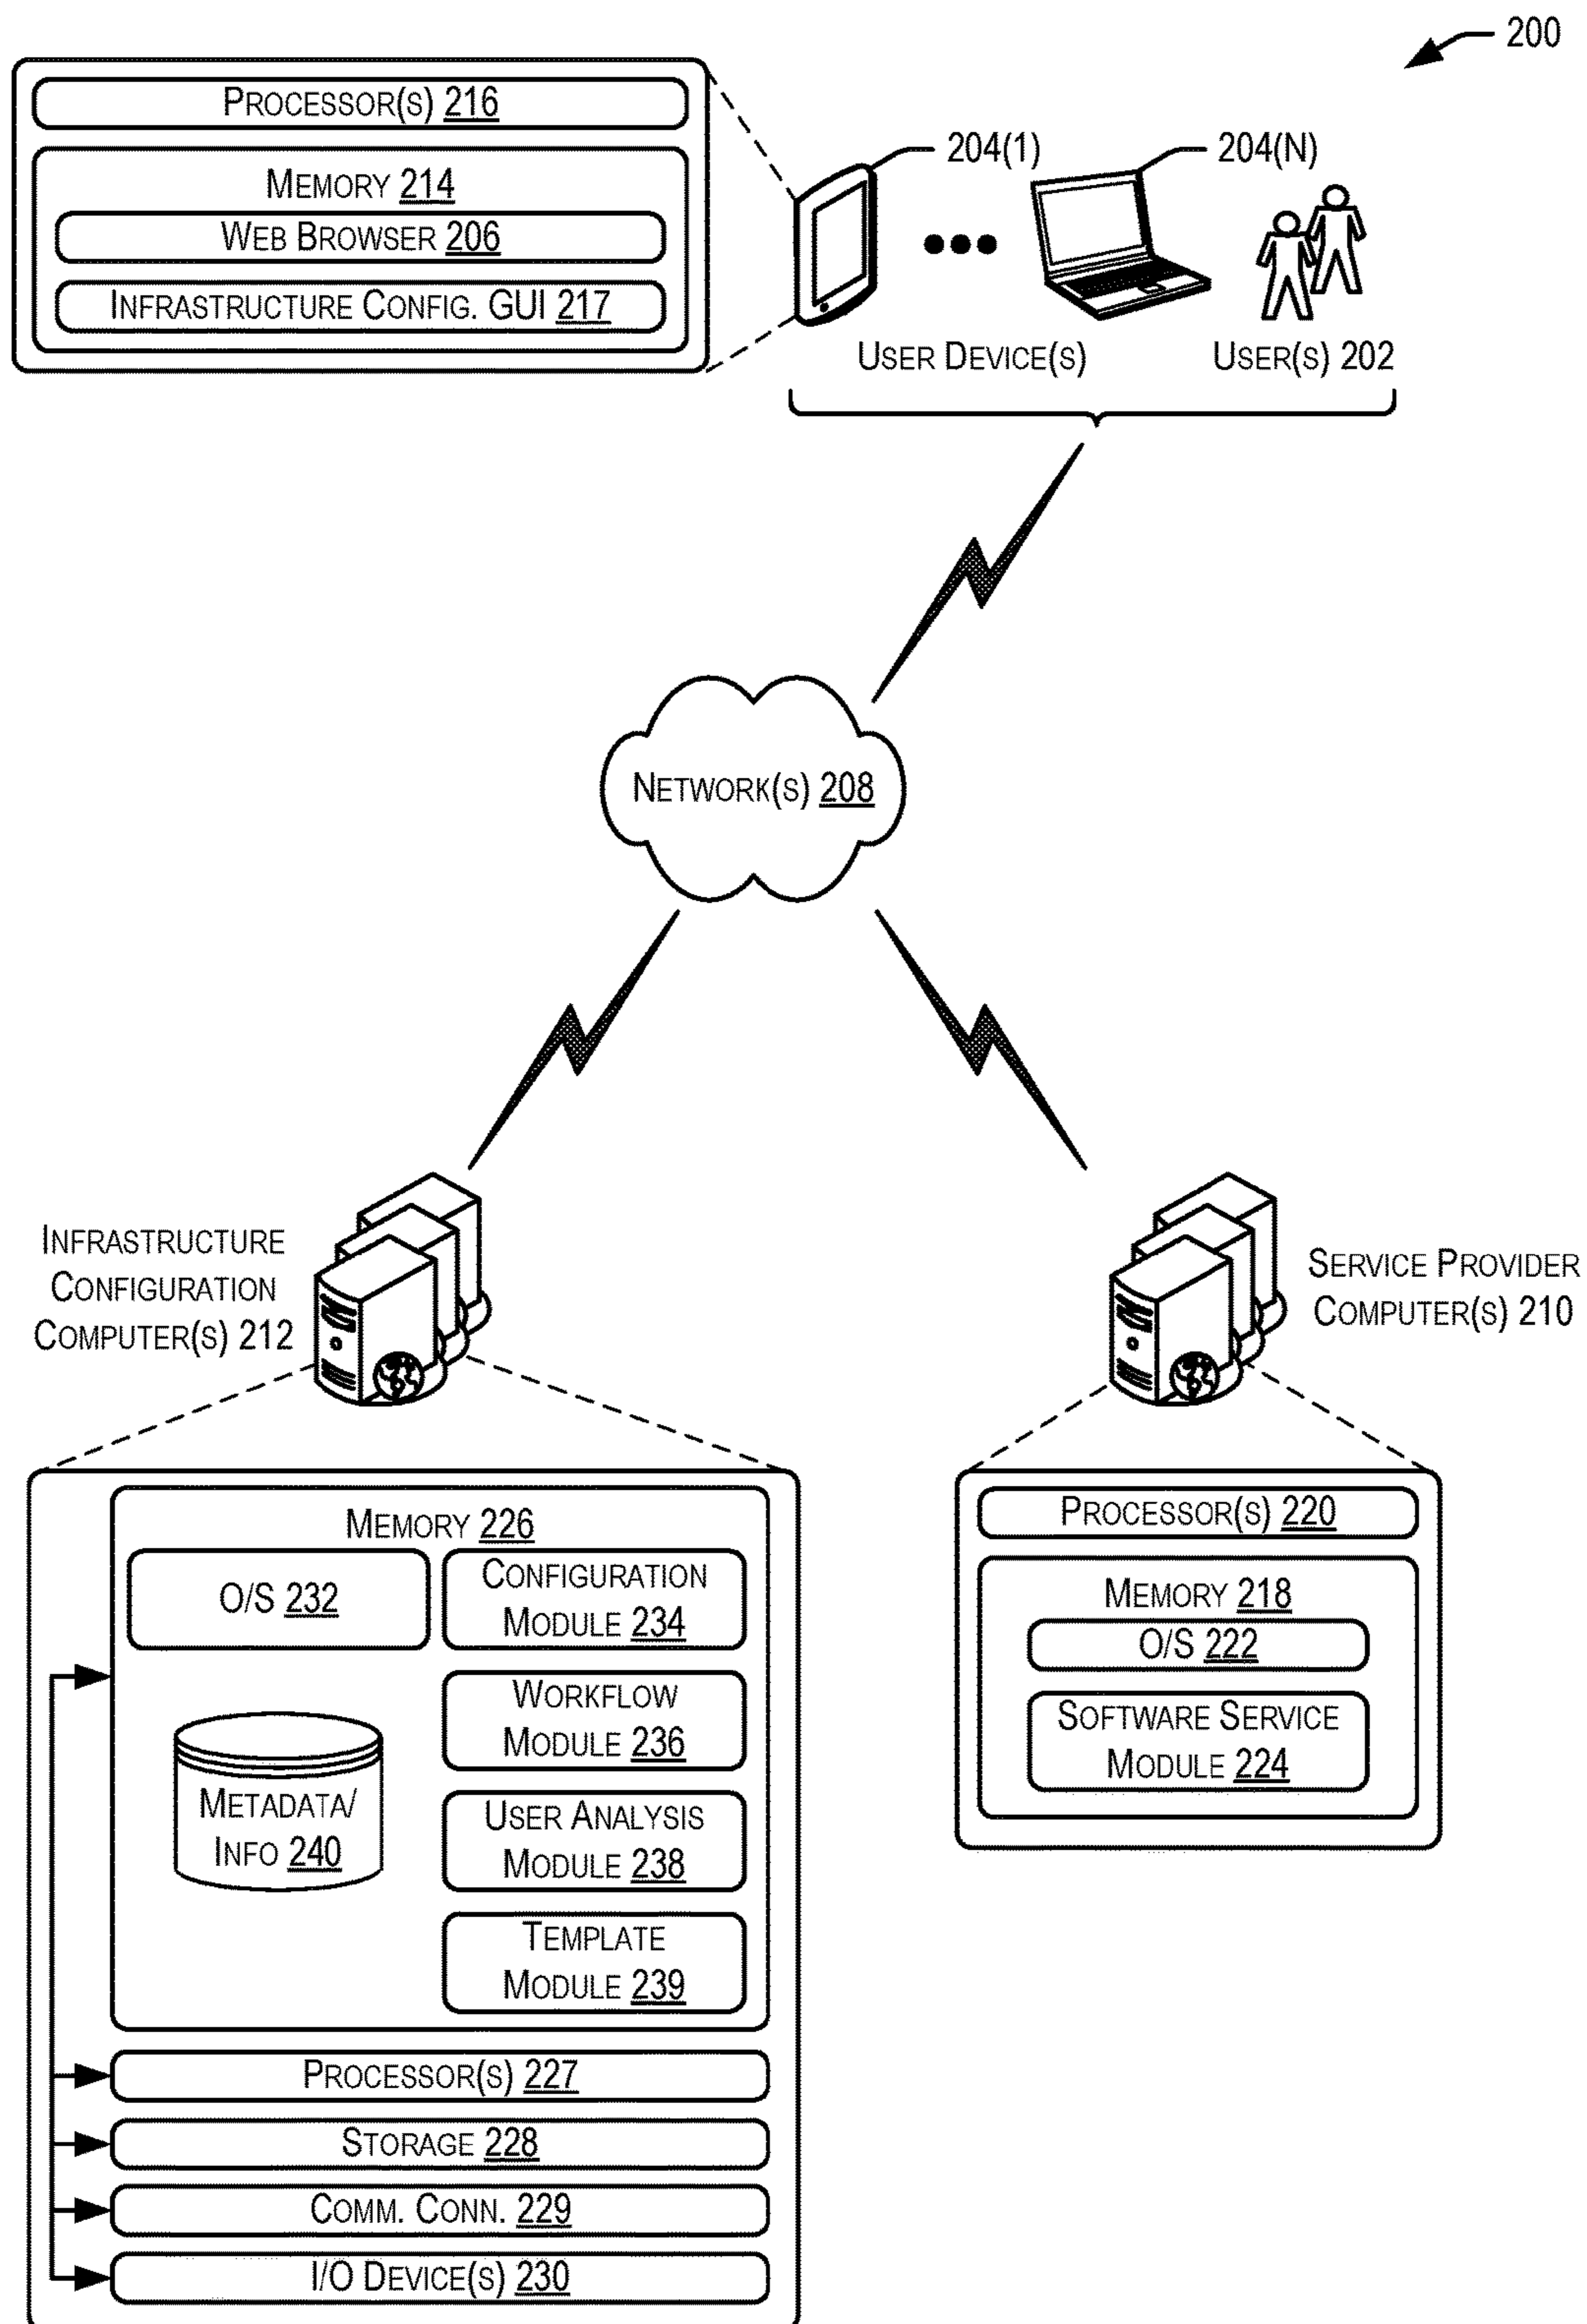 200
PROCESSOR(S) 216
MEMORY 214
WEB BROWSER 206
INFRASTRUCTURE CONFIG. GUI 217
204(1)
204(N)
USER DEVICE(S)
USER(S) 202
NETWORK(S) 208
INFRASTRUCTURE
CONFIGURATION
COMPUTER(S) 212
SERVICE PROVIDER
COMPUTER(S) 210
MEMORY 226
O/S 232
CONFIGURATION
MODULE 234
WORKFLOW
MODULE 236
METADATA/
INFO 240
USER ANALYSIS
MODULE 238
TEMPLATE
MODULE 239
PROCESSOR(S) 227
STORAGE 228
COMM. CONN. 229
I/O DEVICE(S) 230
PROCESSOR(S) 220
MEMORY 218
O/S 222
SOFTWARE SERVICE
MODULE 224